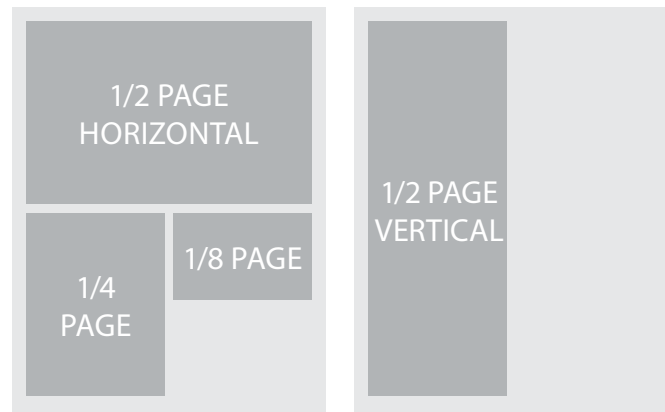 1/2 PAGE
HORIZONTAL
1/4
PAGE
1/8 PAGE
1/2 PAGE
VERTICAL